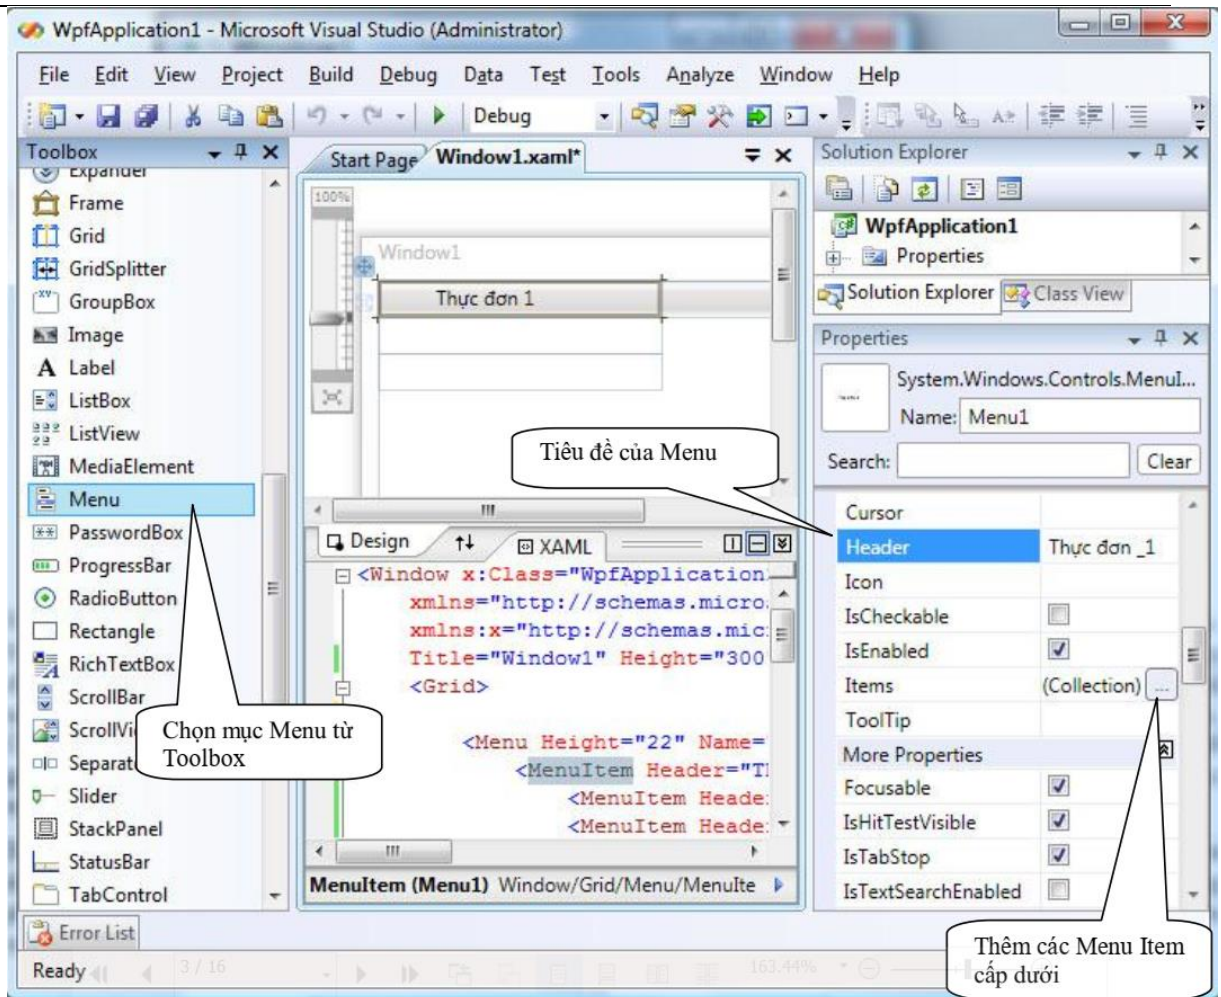 WpfApplication1 - Microsoft Visual Studio (Administrator)
File Edit View Project Build Debug Data Test Tools Analyze Window Help
Debug
Toolbox
Expander
Frame
Grid
GridSplitter
GroupBox
Image
Label
ListBox
ListView
MediaElement
Menu
PasswordBox
ProgressBar
RadioButton
Rectangle
RichTextBox
ScrollBar
ScrollVi
Separat
Slider
StackPanel
StatusBar
TabControl
Chọn mục Menu từ
Toolbox
Start Page Window1.xaml*
100%
Window1
Thực đơn 1
Tiêu đề của Menu
Design XAML
<Window x:Class="WpfApplication
xmlns="http://schemas.micro
xmlns:x="http://schemas.mic
Title="Window1" Height="300
<Grid>
<Menu Height="22" Name=
<MenuItem Header="T
<MenuItem Heade
<MenuItem Heade
MenuItem (Menu1) Window/Grid/Menu/MenuIte
Solution Explorer
WpfApplication1
Properties
Solution Explorer Class View
Properties
System.Windows.Controls.MenuI...
Name: Menu1
Search: Clear
Cursor
Header Thực đơn _1
Icon
IsCheckable
IsEnabled
Items (Collection) ...
ToolTip
More Properties
Focusable
IsHitTestVisible
IsTabStop
IsTextSearchEnabled
Thêm các Menu Item
cấp dưới
Error List
Ready
3 / 16
163.44%